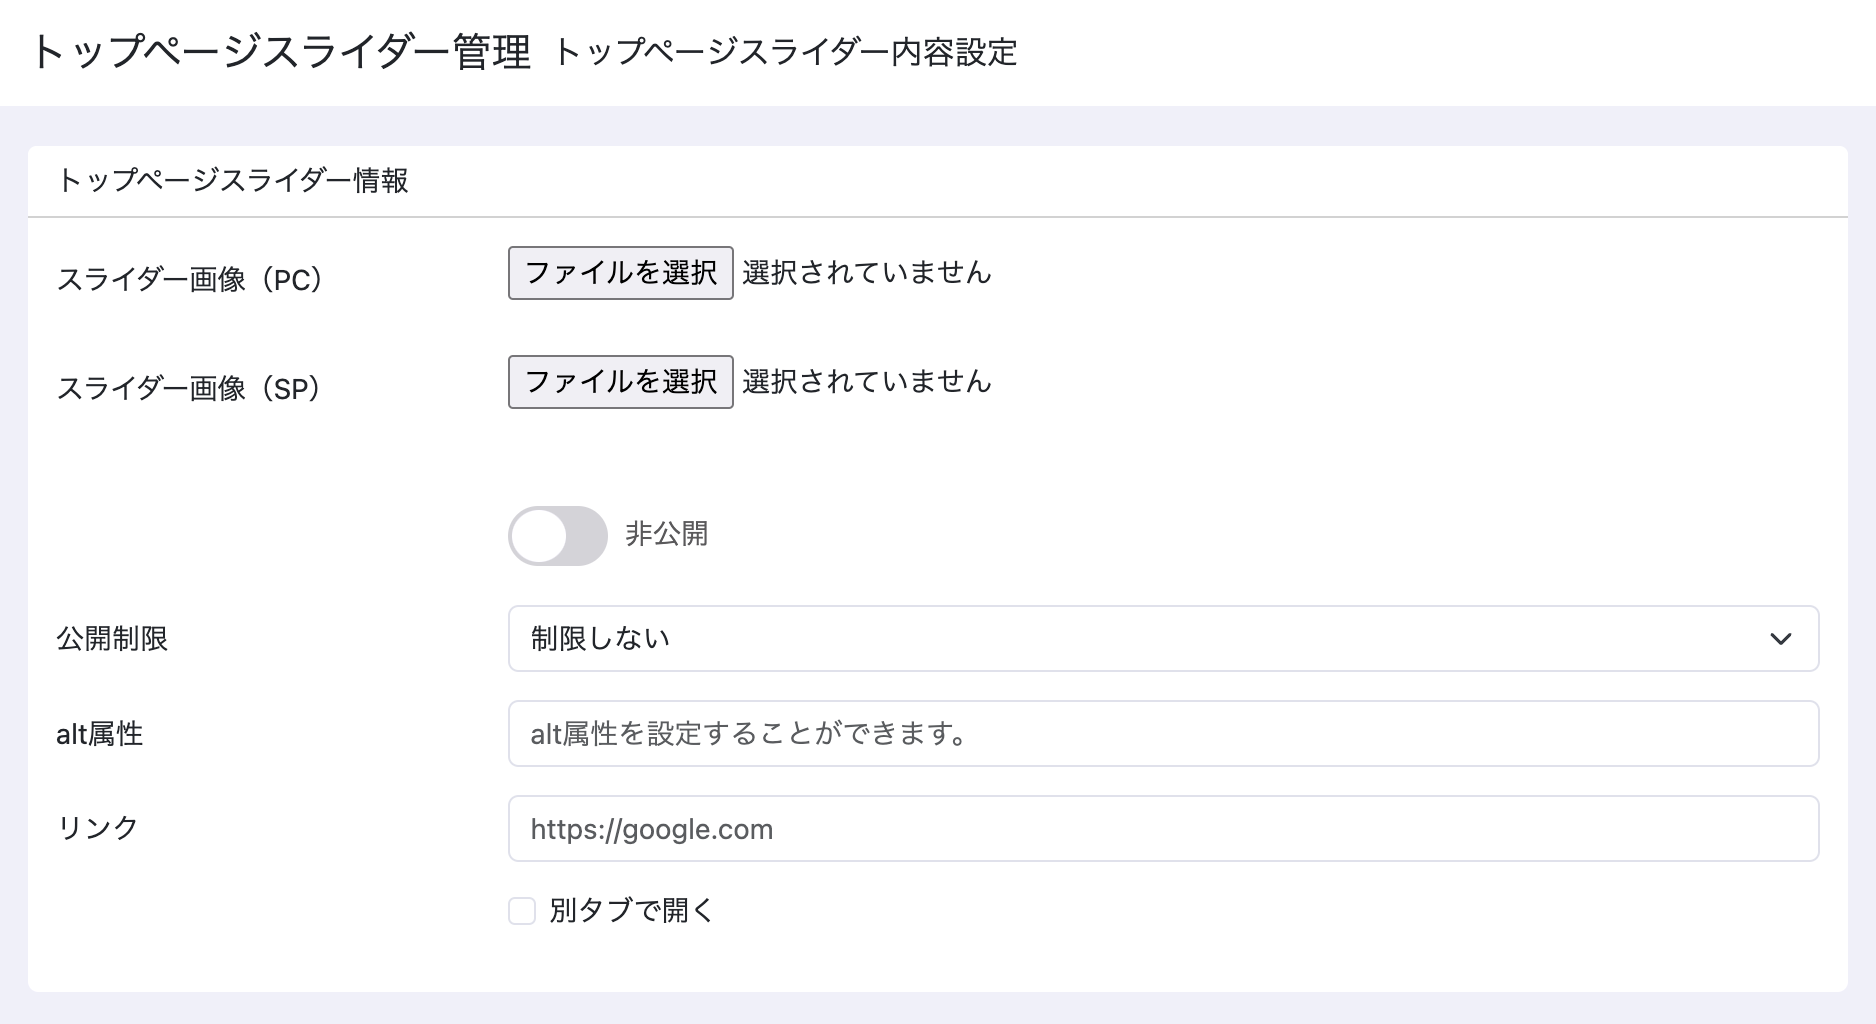 トップページスライダー管理 トップページスライダー内容設定
トップページスライダー情報
スライダー画像（PC） ファイルを選択 選択されていません
スライダー画像（SP） ファイルを選択 選択されていません
非公開
公開制限 制限しない
alt属性 alt属性を設定することができます。
リンク https://google.com
別タブで開く